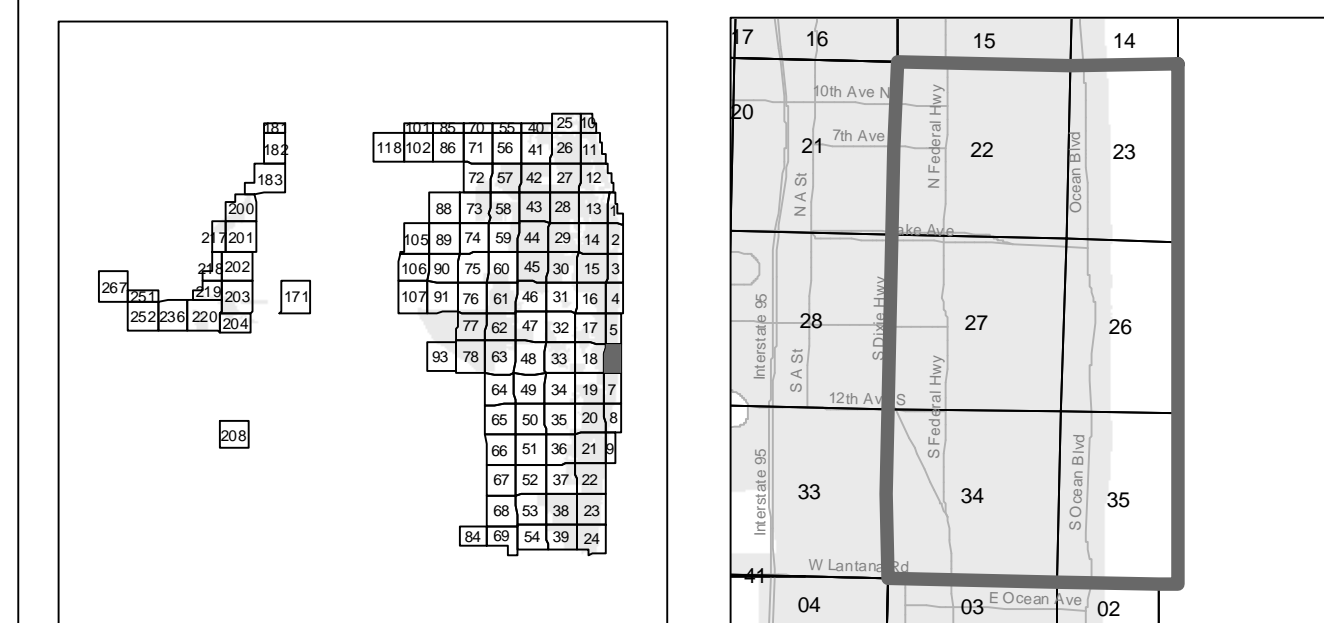 25 10
181 101 85 70 55 40
182 118 102 86 71 56 41 26 11
183 72 57 42 27 12
200 88 73 58 43 28 13 1
217 201 105 89 74 59 44 29 14 2
218 202 106 90 75 60 45 30 15 3
267 251 219 203 171 107 91 76 61 46 31 16 4
252 236 220 204 77 62 47 32 17 5
93 78 63 48 33 18
64 49 34 19 7
65 50 35 20 8
208 66 51 36 21 9
67 52 37 22
68 53 38 23
84 69 54 39 24
17 16 15 14
10th Ave N
20
7th Ave
21 22 23
N A St
N Federal Hwy
Ocean Blvd
ake Ave
Interstate 95
S Dixie Hwy
28 27 26
S A St
S Federal Hwy
12th Av S
Interstate 95
S Ocean Blvd
33 34 35
W Lantana Rd
41
E Ocean Ave
04 03 02